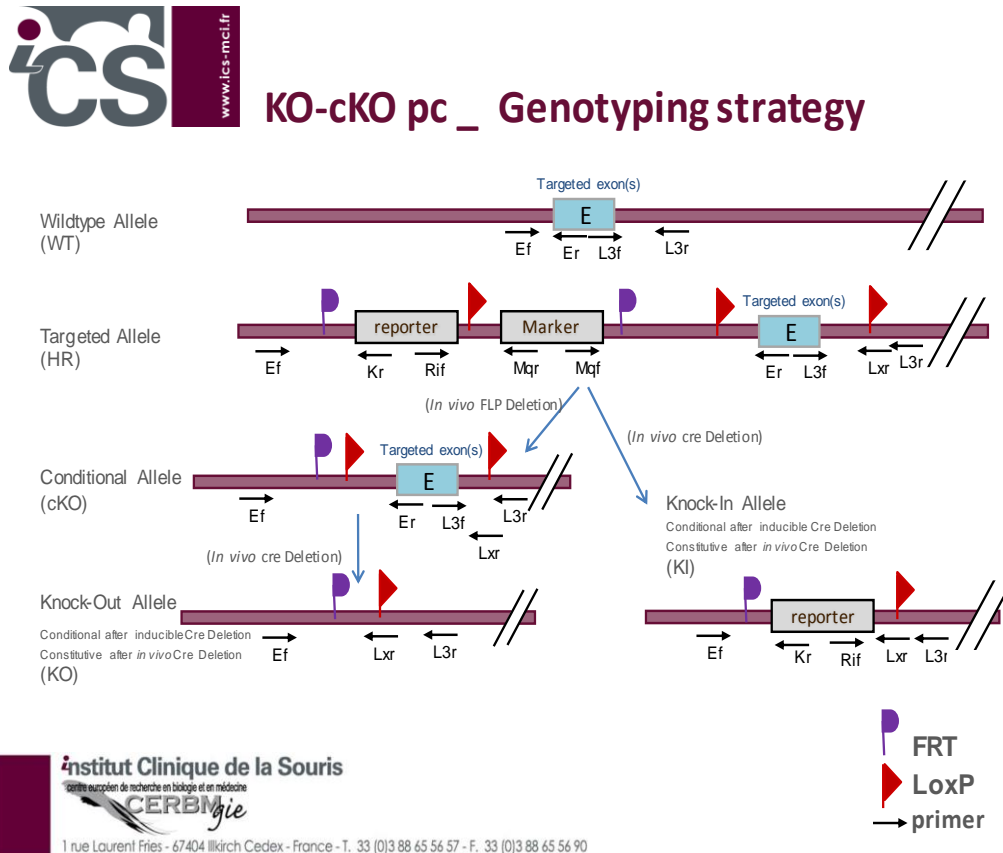 ics
www.ics-mci.fr
KO-cKO pc _ Genotyping strategy
Wildtype Allele
(WT)
Targeted exon(s)
E
Ef Er L3f L3r
Targeted Allele
(HR)
reporter Marker Targeted exon(s) E
Ef Kr Rif Mqr Mqf Er L3f Lxr L3r
(In vivo FLP Deletion)
(In vivo cre Deletion)
Conditional Allele
(cKO)
Targeted exon(s)
E
Ef Er L3f L3r
Lxr
(In vivo cre Deletion)
Knock-Out Allele
Conditional after inducible Cre Deletion
Constitutive after in vivo Cre Deletion
(KO)
Ef Lxr L3r
Knock-In Allele
Conditional after inducible Cre Deletion
Constitutive after in vivo Cre Deletion
(KI)
reporter
Ef Kr Rif Lxr L3r
FRT
LoxP
primer
institut Clinique de la Souris
centre européen de recherche en biologie et en médecine
CERBM gie
1 rue Laurent Fries - 67404 Illkirch Cedex - France - T. 33 (0)3 88 65 56 57 - F. 33 (0)3 88 65 56 90